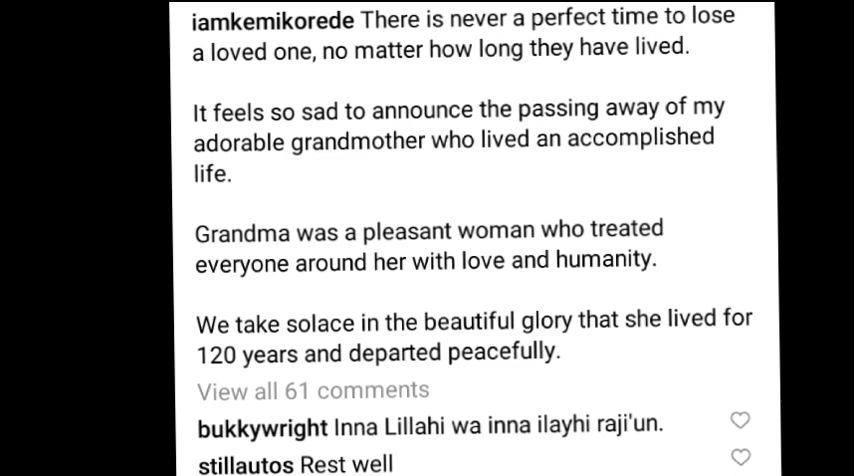 iamkemikorede There is never a perfect time to lose
a loved one, no matter how long they have lived.
It feels so sad to announce the passing away of my
adorable grandmother who lived an accomplished
life.
Grandma was a pleasant woman who treated
everyone around her with love and humanity.
We take solace in the beautiful glory that she lived for
120 years and departed peacefully.
View all 61 comments
bukkywright Inna Lillahi wa inna ilayhi raji'un.
stillautos Rest well